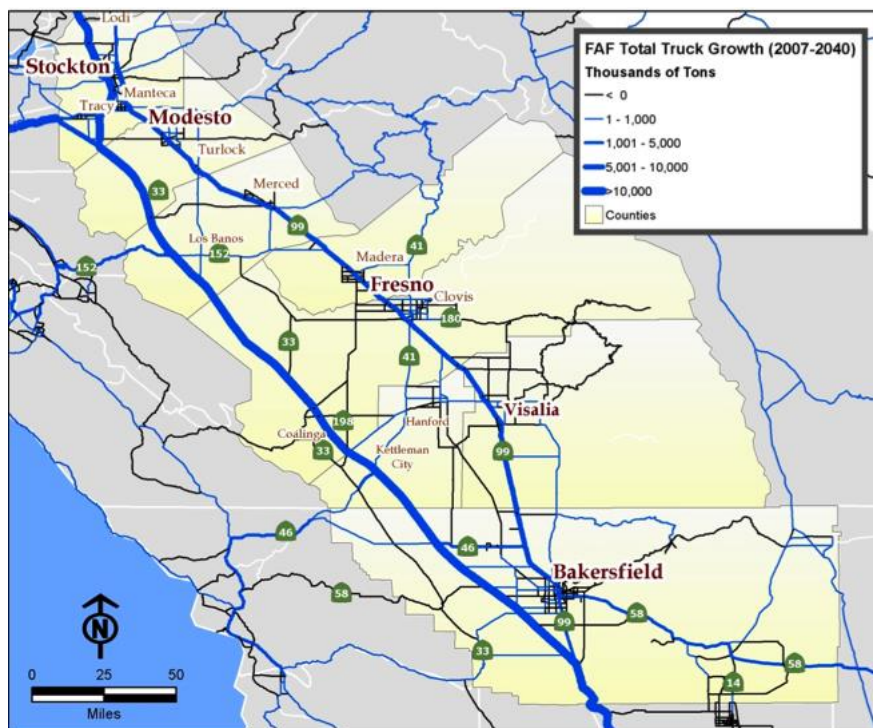 Lodi
Stockton
Manteca
Tracy
Modesto
Turlock
33
Merced
99
Los Banos
152
152
41
Madera
Fresno
Clovis
180
33
41
Visalia
Hanford
198
Coalinga
33
Kettleman
City
99
46
46
Bakersfield
58
58
99
33
58
14
FAF Total Truck Growth (2007-2040)
Thousands of Tons
< 0
1 - 1,000
1,001 - 5,000
5,001 - 10,000
>10,000
Counties
N
0 25 50
Miles